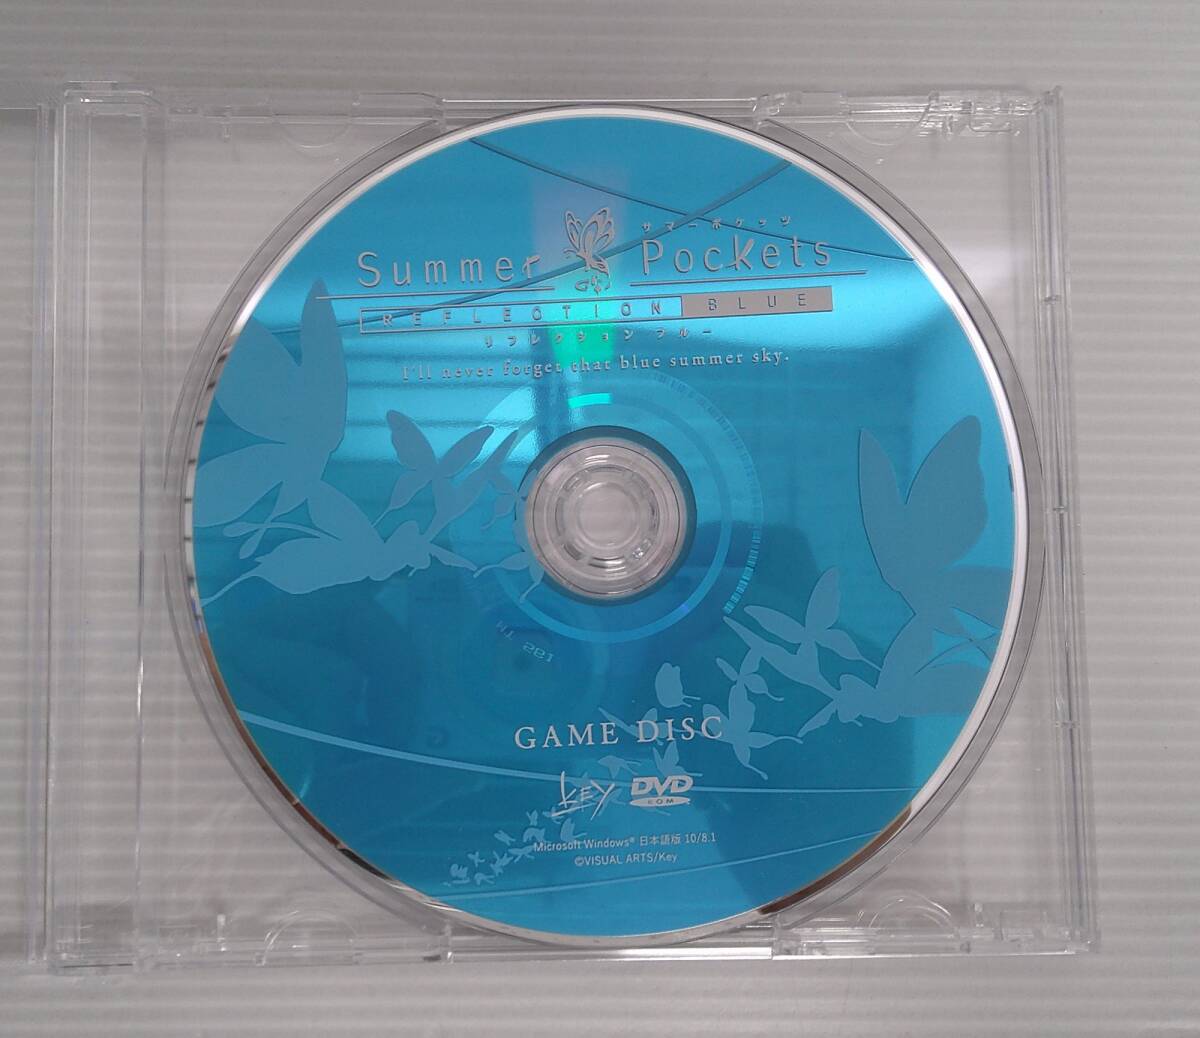 サマーポケッツ
Summer Pockets
REFLECTION BLUE
リフレクション ブルー
I'll never forget that blue summer sky.
GAME DISC
Key DVD
ROM
Microsoft Windows® 日本語版 10/8.1
©VISUAL ARTS/Key